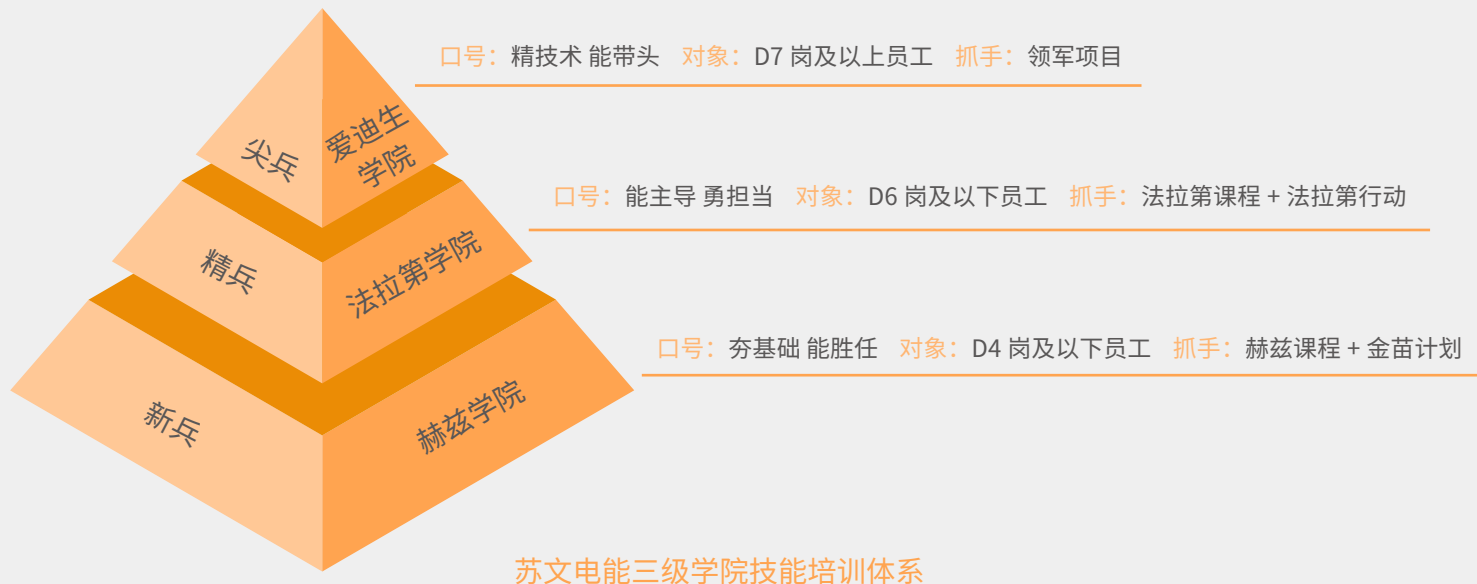 口号：精技术 能带头 对象：D7 岗及以上员工 抓手：领军项目
尖兵
爱迪生
学院
口号：能主导 勇担当 对象：D6 岗及以下员工 抓手：法拉第课程 + 法拉第行动
精兵
法拉第学院
口号：夯基础 能胜任 对象：D4 岗及以下员工 抓手：赫兹课程 + 金苗计划
新兵
赫兹学院
苏文电能三级学院技能培训体系